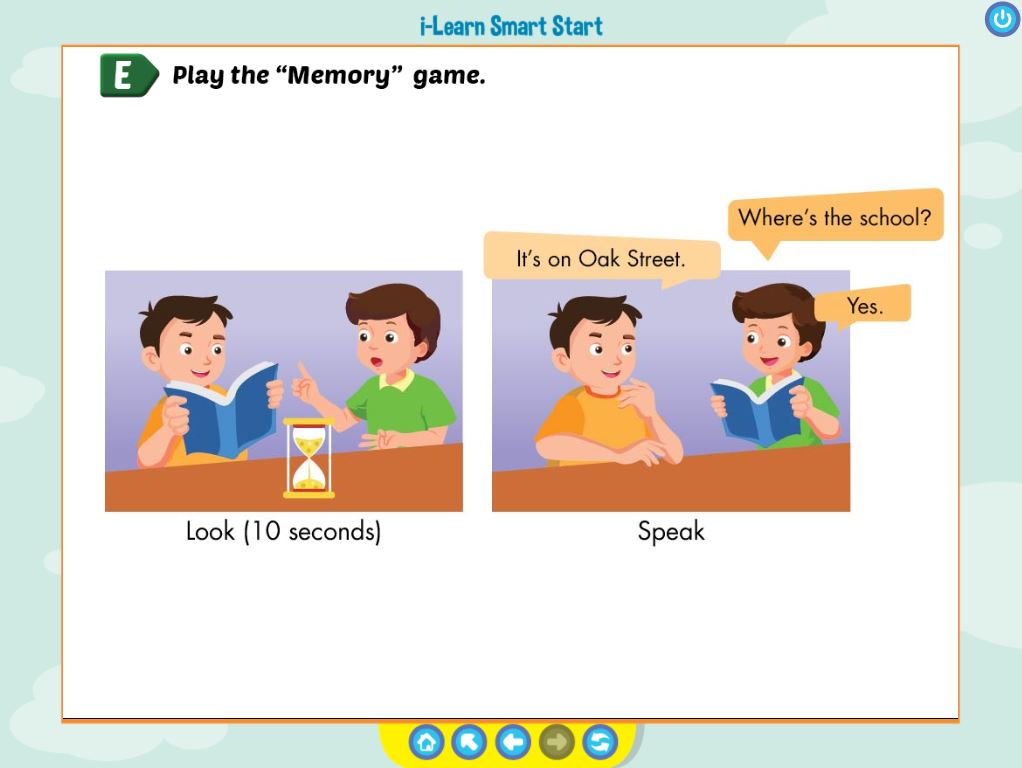 i-Learn Smart Start
E Play the “Memory” game.
Where's the school?
It's on Oak Street.
Yes.
Look (10 seconds)
Speak